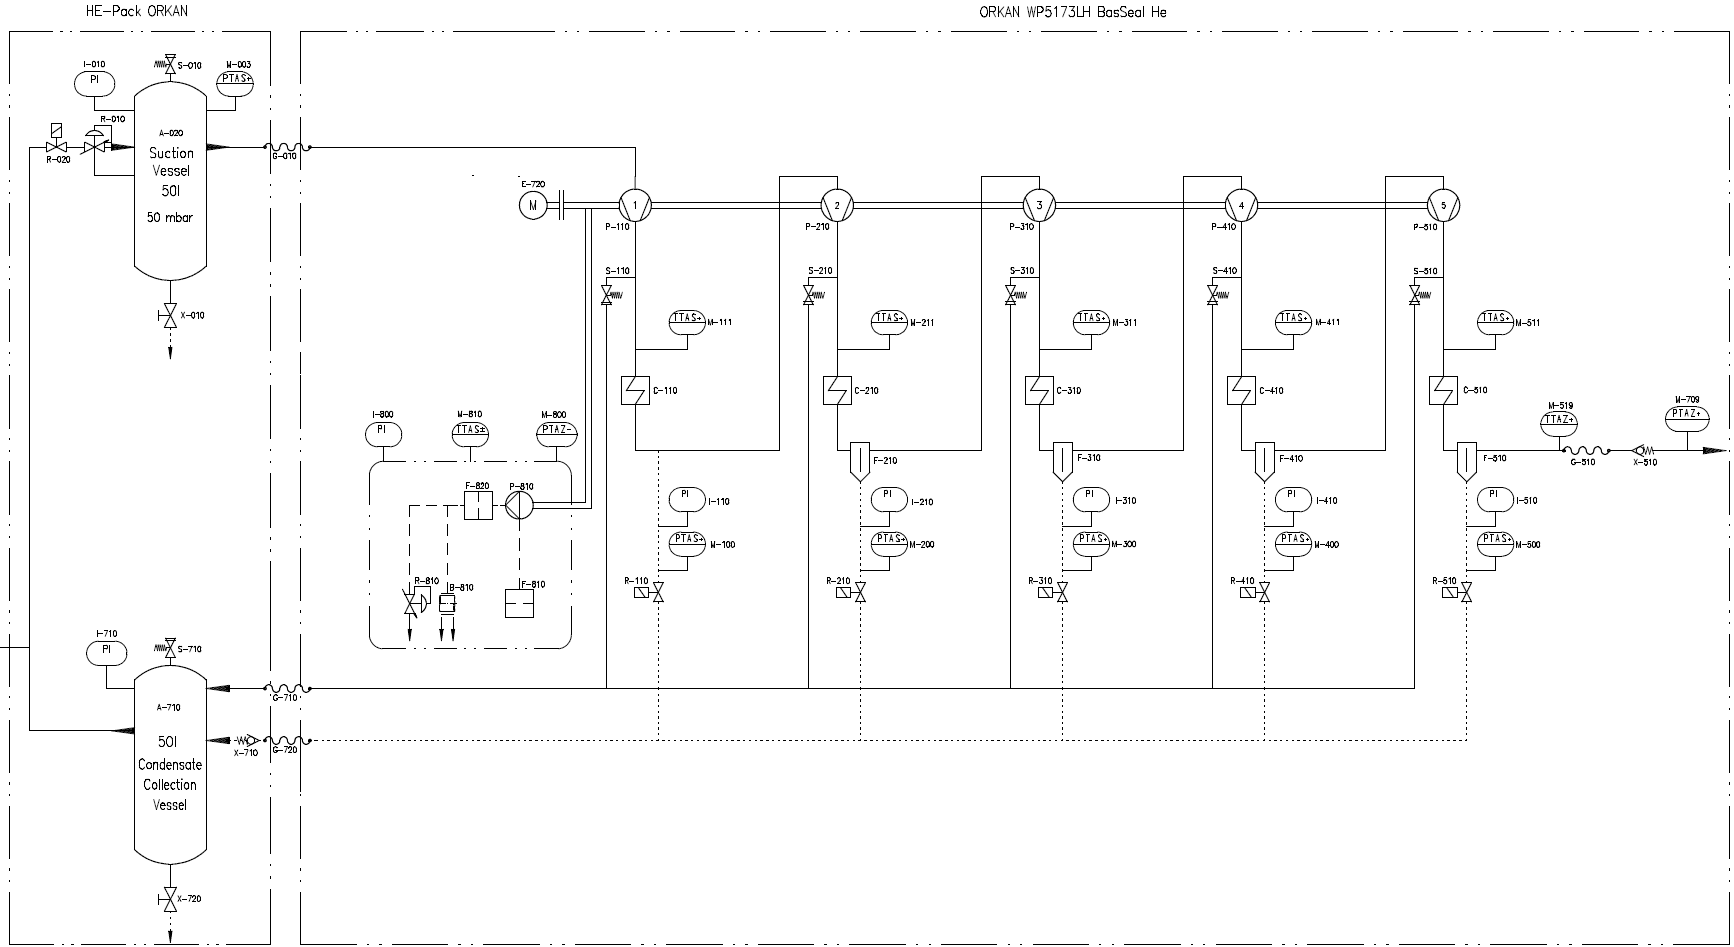 HE-Pack ORKAN
ORKAN WP5173LH BasSeal He
I-010
PI
S-010
M-003
PTAS+
R-010
R-020
A-020
Suction
Vessel
50l
50 mbar
G-010
X-010
E-720
M
1
P-110
2
P-210
3
P-310
4
P-410
5
P-510
S-110
S-210
S-310
S-410
S-510
TTAS+
M-111
TTAS+
M-211
TTAS+
M-311
TTAS+
M-411
TTAS+
M-511
C-110
C-210
C-310
C-410
C-510
I-800
PI
M-810
TTAS±
M-800
PTAZ-
M-519
TTAZ+
M-709
PTAZ+
F-210
F-310
F-410
F-510
G-510
X-510
F-820
P-810
PI
I-110
PI
I-210
PI
I-310
PI
I-410
PI
I-510
PTAS+
M-100
PTAS+
M-200
PTAS+
M-300
PTAS+
M-400
PTAS+
M-500
R-810
B-810
F-810
R-110
R-210
R-310
R-410
R-510
I-710
PI
S-710
G-710
A-710
50l
Condensate
Collection
Vessel
X-710
G-720
X-720